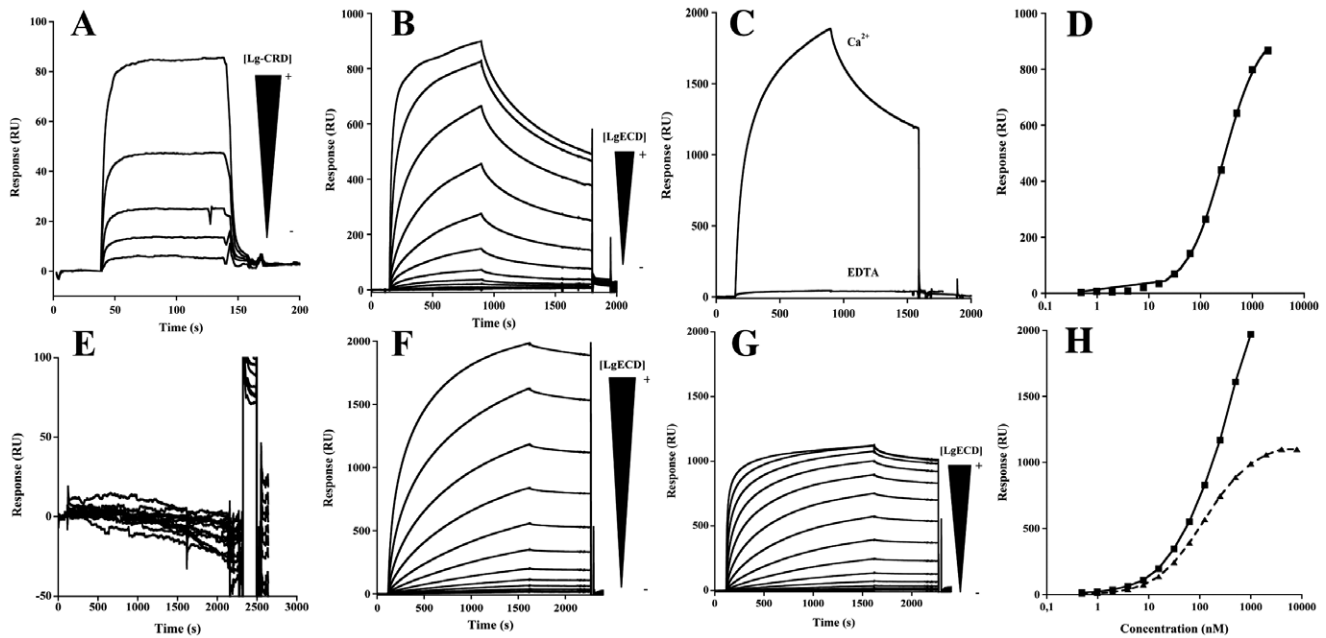 A
100
80
60
40
20
0
Response (RU)
0 50 100 150 200
Time (s)
[Lg-CRD]
+
-
B
1000
800
600
400
200
0
Response (RU)
0 500 1000 1500 2000
Time (s)
[LgECD]
+
-
C
2000
1500
1000
500
0
Response (RU)
0 500 1000 1500 2000
Time (s)
Ca2+
EDTA
D
1000
800
600
400
200
0
Response (RU)
0,1 1 10 100 1000 10000
E
100
50
0
-50
Response (RU)
0 500 1000 1500 2000 2500 3000
Time (s)
F
2000
1500
1000
500
0
Response (RU)
0 500 1000 1500 2000
Time (s)
[LgECD]
+
-
G
2000
1500
1000
500
0
Response (RU)
0 500 1000 1500 2000
Time (s)
[LgECD]
+
-
H
2000
1500
1000
500
0
Response (RU)
0,1 1 10 100 1000 10000
Concentration (nM)